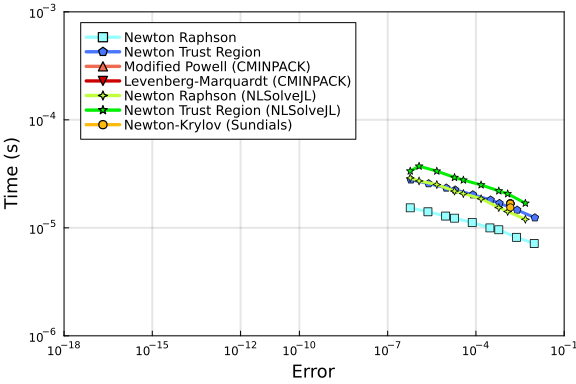 10⁻³
Newton Raphson
Newton Trust Region
Modified Powell (CMINPACK)
Levenberg-Marquardt (CMINPACK)
Newton Raphson (NLSolveJL)
Newton Trust Region (NLSolveJL)
Newton-Krylov (Sundials)
10⁻⁴
Time (s)
10⁻⁵
10⁻⁶
10⁻¹⁸ 10⁻¹⁵ 10⁻¹² 10⁻¹⁰ 10⁻⁷ 10⁻⁴ 10⁻¹
Error